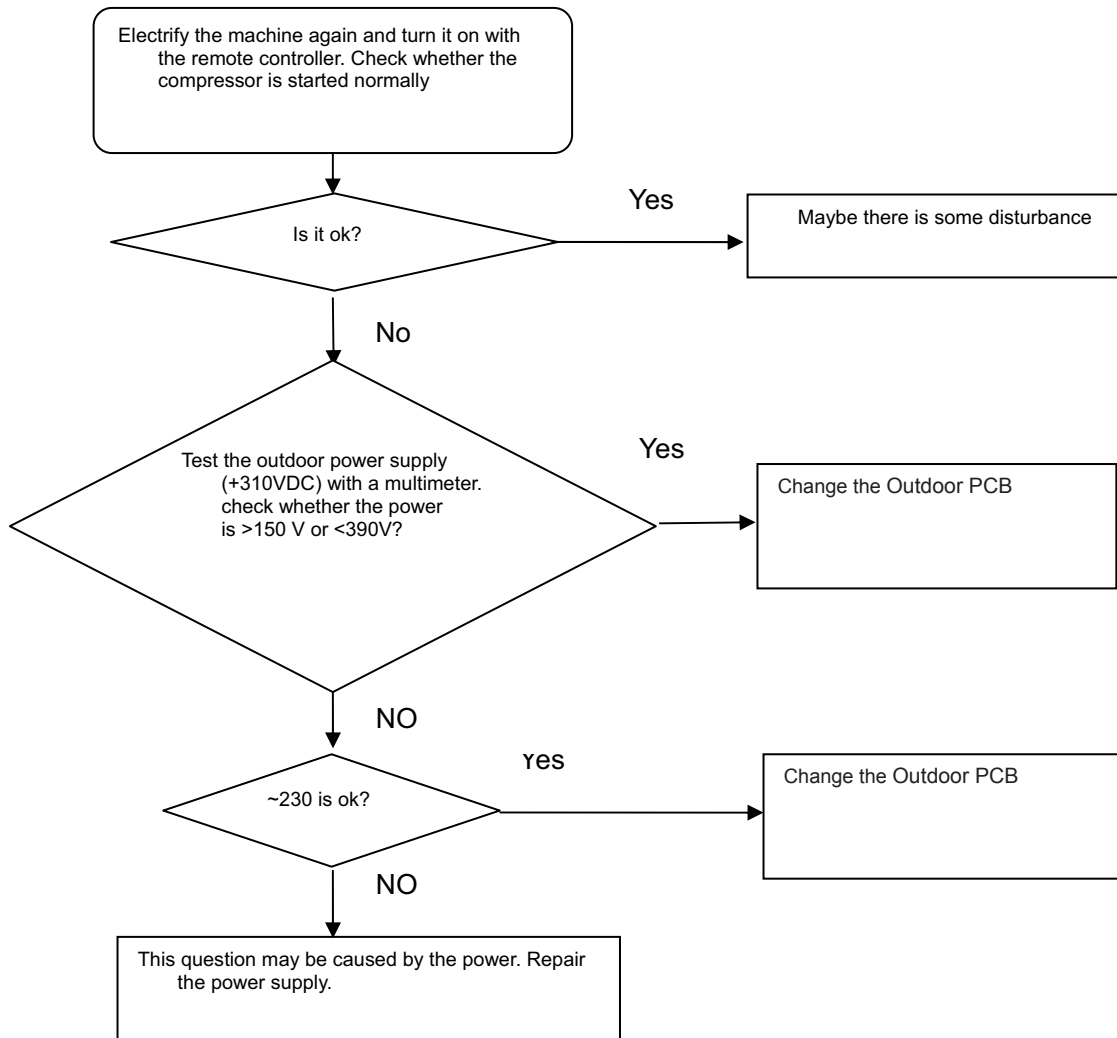 Electrify the machine again and turn it on with
the remote controller. Check whether the
compressor is started normally
Yes
Is it ok?
Maybe there is some disturbance
No
Yes
Test the outdoor power supply
(+310VDC) with a multimeter.
check whether the power
is >150 V or <390V?
Change the Outdoor PCB
NO
Yes
~230 is ok?
Change the Outdoor PCB
NO
This question may be caused by the power. Repair
the power supply.